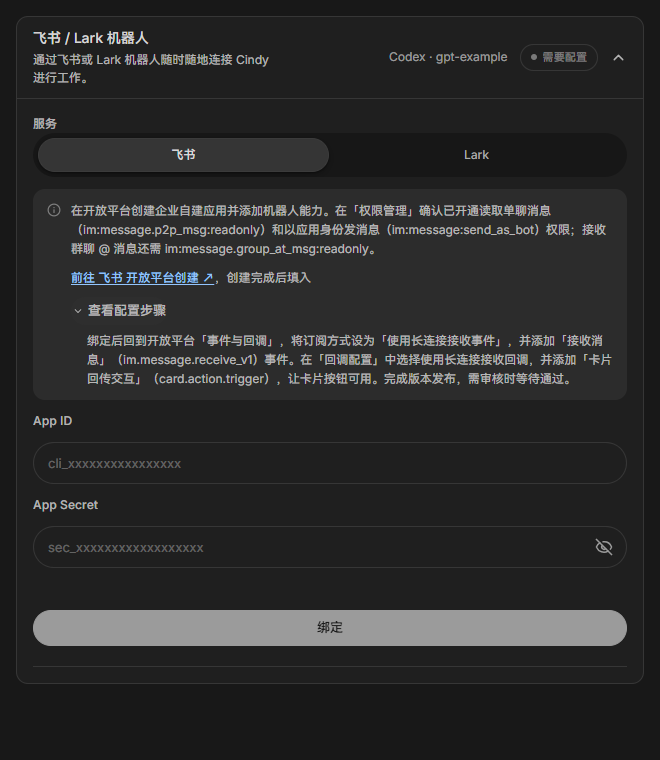 飞书 / Lark 机器人
通过飞书或 Lark 机器人随时随地连接 Cindy
进行工作。
Codex · gpt-example
需要配置
服务
飞书
Lark
在开放平台创建企业自建应用并添加机器人能力。在「权限管理」确认已开通读取单聊消息
（im:message.p2p_msg:readonly）和以应用身份发消息（im:message:send_as_bot）权限；接收
群聊 @ 消息还需 im:message.group_at_msg:readonly。
前往 飞书 开放平台创建 ↗，创建完成后填入
查看配置步骤
绑定后回到开放平台「事件与回调」，将订阅方式设为「使用长连接接收事件」，并添加「接收消
息」（im.message.receive_v1）事件。在「回调配置」中选择使用长连接接收回调，并添加「卡片
回传交互」（card.action.trigger），让卡片按钮可用。完成版本发布，需审核时等待通过。
App ID
cli_xxxxxxxxxxxxxxxx
App Secret
sec_xxxxxxxxxxxxxxxxxx
绑定